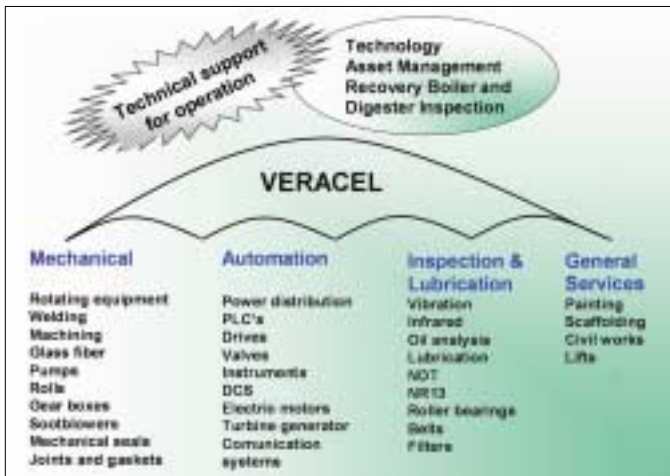 Technical support
for operation
Technology
Asset Management
Recovery Boiler and
Digester Inspection
VERACEL
Mechanical
Rotating equipment
Welding
Machining
Glass fiber
Pumps
Rolls
Gear boxes
Sootblowers
Mechanical seals
Joints and gaskets
Automation
Power distribution
PLC's
Drives
Valves
Instruments
DCS
Electric motors
Turbine generator
Comunication
systems
Inspection &
Lubrication
Vibration
Infrared
Oil analysis
Lubrication
NDT
NR13
Roller bearings
Belts
Filters
General
Services
Painting
Scaffolding
Civil works
Lifts